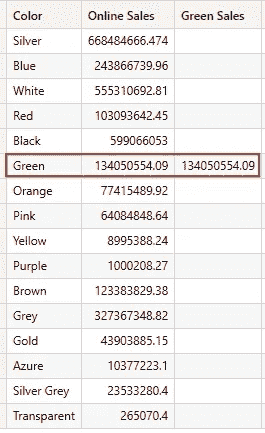 Color Online Sales Green Sales
Silver 668484666.474
Blue 243866739.96
White 555310692.81
Red 103093642.45
Black 599066053
Green 134050554.09 134050554.09
Orange 77415489.92
Pink 64084848.64
Yellow 8995388.24
Purple 1000208.27
Brown 123383829.38
Grey 327367348.82
Gold 43903885.15
Azure 10377223.1
Silver Grey 23533280.4
Transparent 265070.4